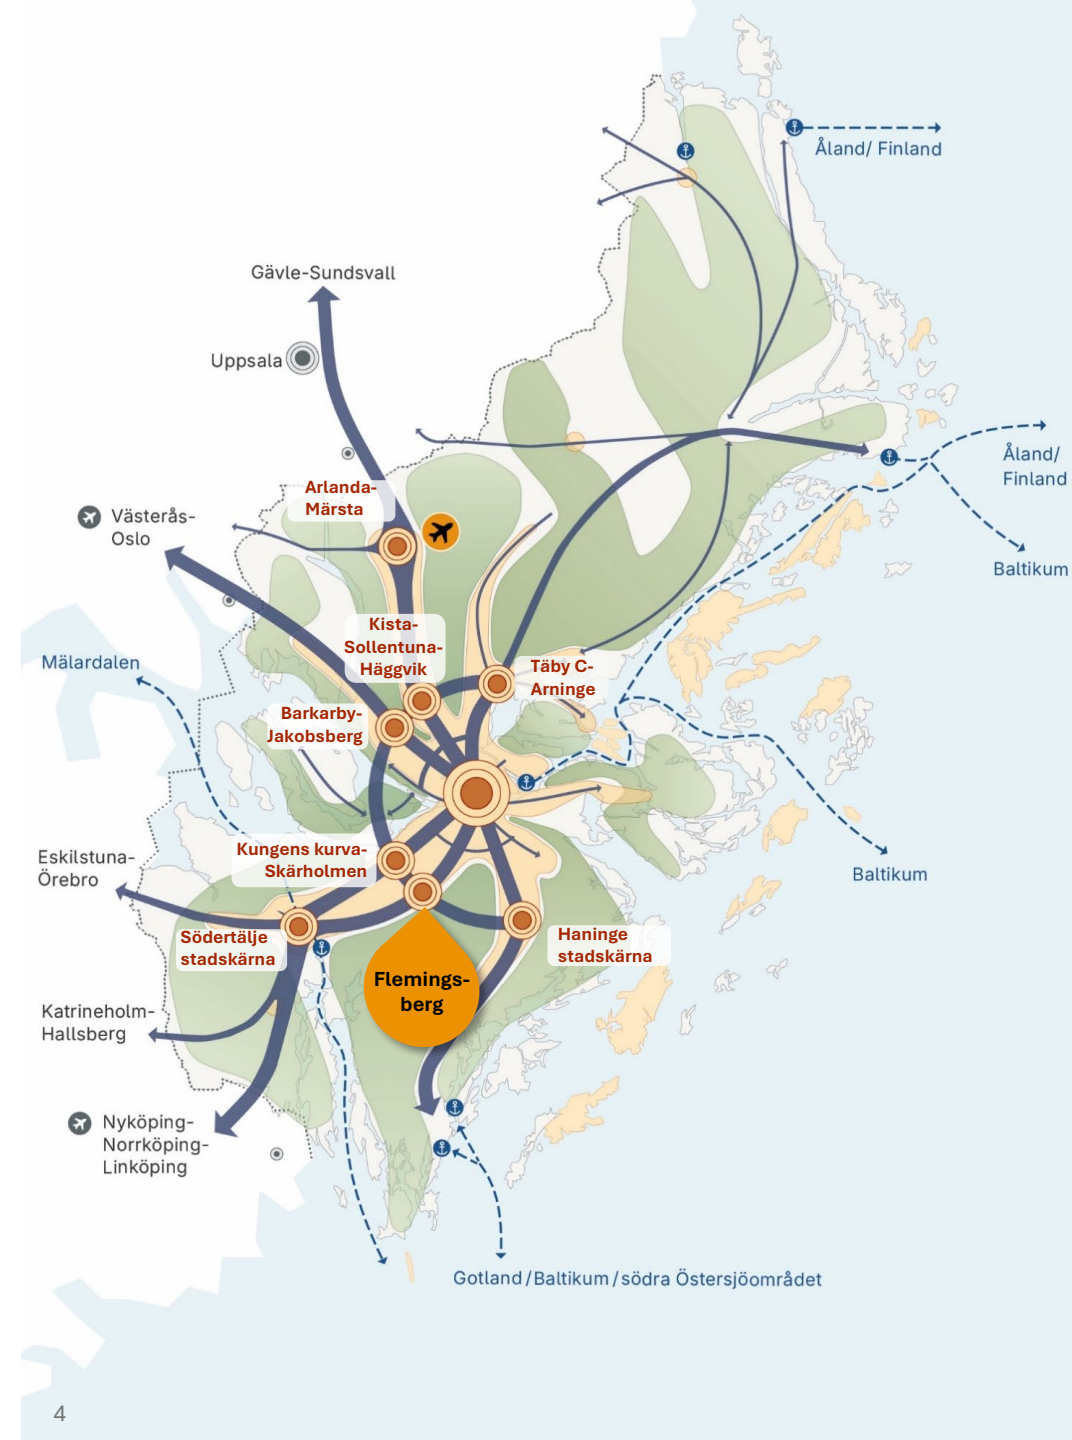 Åland/ Finland
Gävle-Sundsvall
Uppsala
Åland/
Finland
Arlanda-
Märsta
Västerås-
Oslo
Baltikum
Kista-
Sollentuna-
Häggvik
Mälardalen
Täby C-
Arninge
Barkarby-
Jakobsberg
Kungens kurva-
Skärholmen
Eskilstuna-
Örebro
Baltikum
Södertälje
stadskärna
Haninge
stadskärna
Flemings-
berg
Katrineholm-
Hallsberg
Nyköping-
Norrköping-
Linköping
Gotland/Baltikum/södra Östersjöområdet
4